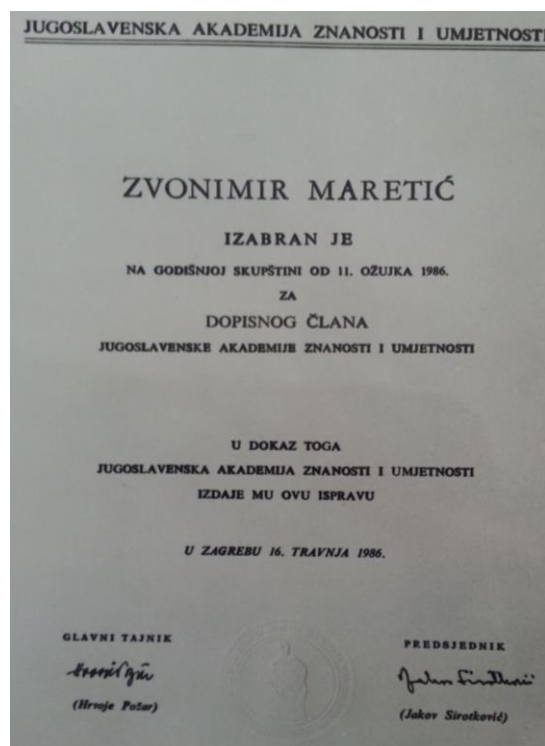 JUGOSLAVENSKA AKADEMIJA ZNANOSTI I UMJETNOSTI
ZVONIMIR MARETIĆ
IZABRAN JE
NA GODIŠNJOJ SKUPŠTINI OD 11. OŽUJKA 1986.
ZA
DOPISNOG ČLANA
JUGOSLAVENSKE AKADEMIJE ZNANOSTI I UMJETNOSTI
U DOKAZ TOGA
JUGOSLAVENSKA AKADEMIJA ZNANOSTI I UMJETNOSTI
IZDAJE MU OVU ISPRAVU
U ZAGREBU 16. TRAVNJA 1986.
GLAVNI TAJNIK
(Hrvoje Požar)
PREDSJEDNIK
(Jakov Sirotković)